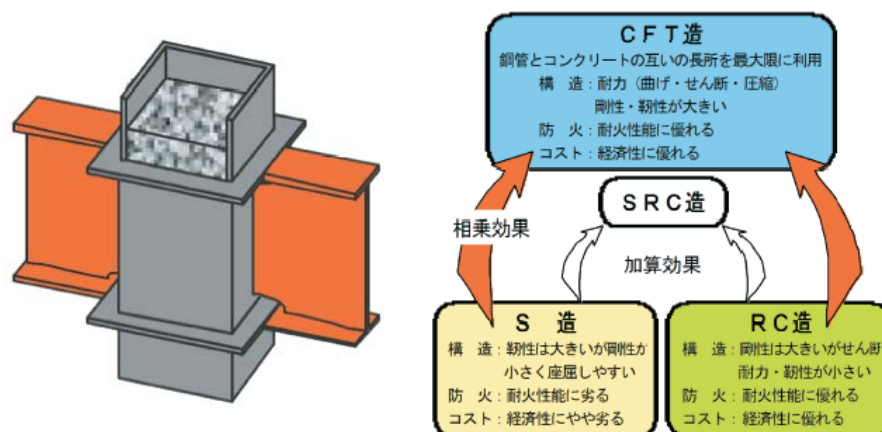 CFT造
鋼管とコンクリートの互いの長所を最大限に利用
構　造：耐力（曲げ・せん断・圧縮）
剛性・靭性が大きい
防　火：耐火性能に優れる
コスト：経済性に優れる
SRC造
相乗効果
加算効果
S　造
構　造：靭性は大きいが剛性が
小さく座屈しやすい
防　火：耐火性能に劣る
コスト：経済性にやや劣る
RC造
構　造：剛性は大きいがせん断
耐力・靭性が小さい
防　火：耐火性能に優れる
コスト：経済性に優れる